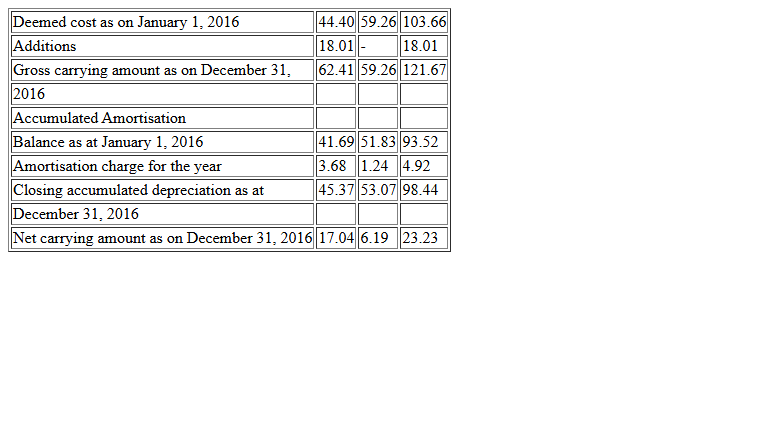 Deemed cost as on January 1, 2016 44.40 59.26 103.66
Additions 18.01 - 18.01
Gross carrying amount as on December 31, 62.41 59.26 121.67
2016
Accumulated Amortisation
Balance as at January 1, 2016 41.69 51.83 93.52
Amortisation charge for the year 3.68 1.24 4.92
Closing accumulated depreciation as at 45.37 53.07 98.44
December 31, 2016
Net carrying amount as on December 31, 2016 17.04 6.19 23.23